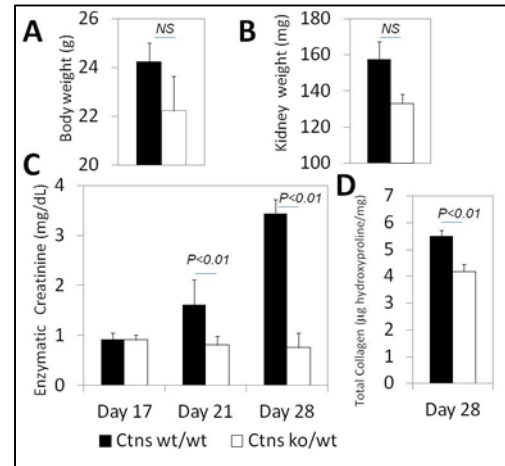 A
Body weight (g)
26
24
22
20
NS
B
Kidney weight (mg)
180
160
140
120
100
NS
C
Enzymatic Creatinine (mg/dL)
4
3
2
1
0
P<0.01
P<0.01
Day 17 Day 21 Day 28
Ctns wt/wt Ctns ko/wt
D
Total Collagen (µg hydroxyproline/mg)
6
5
4
3
2
1
0
P<0.01
Day 28